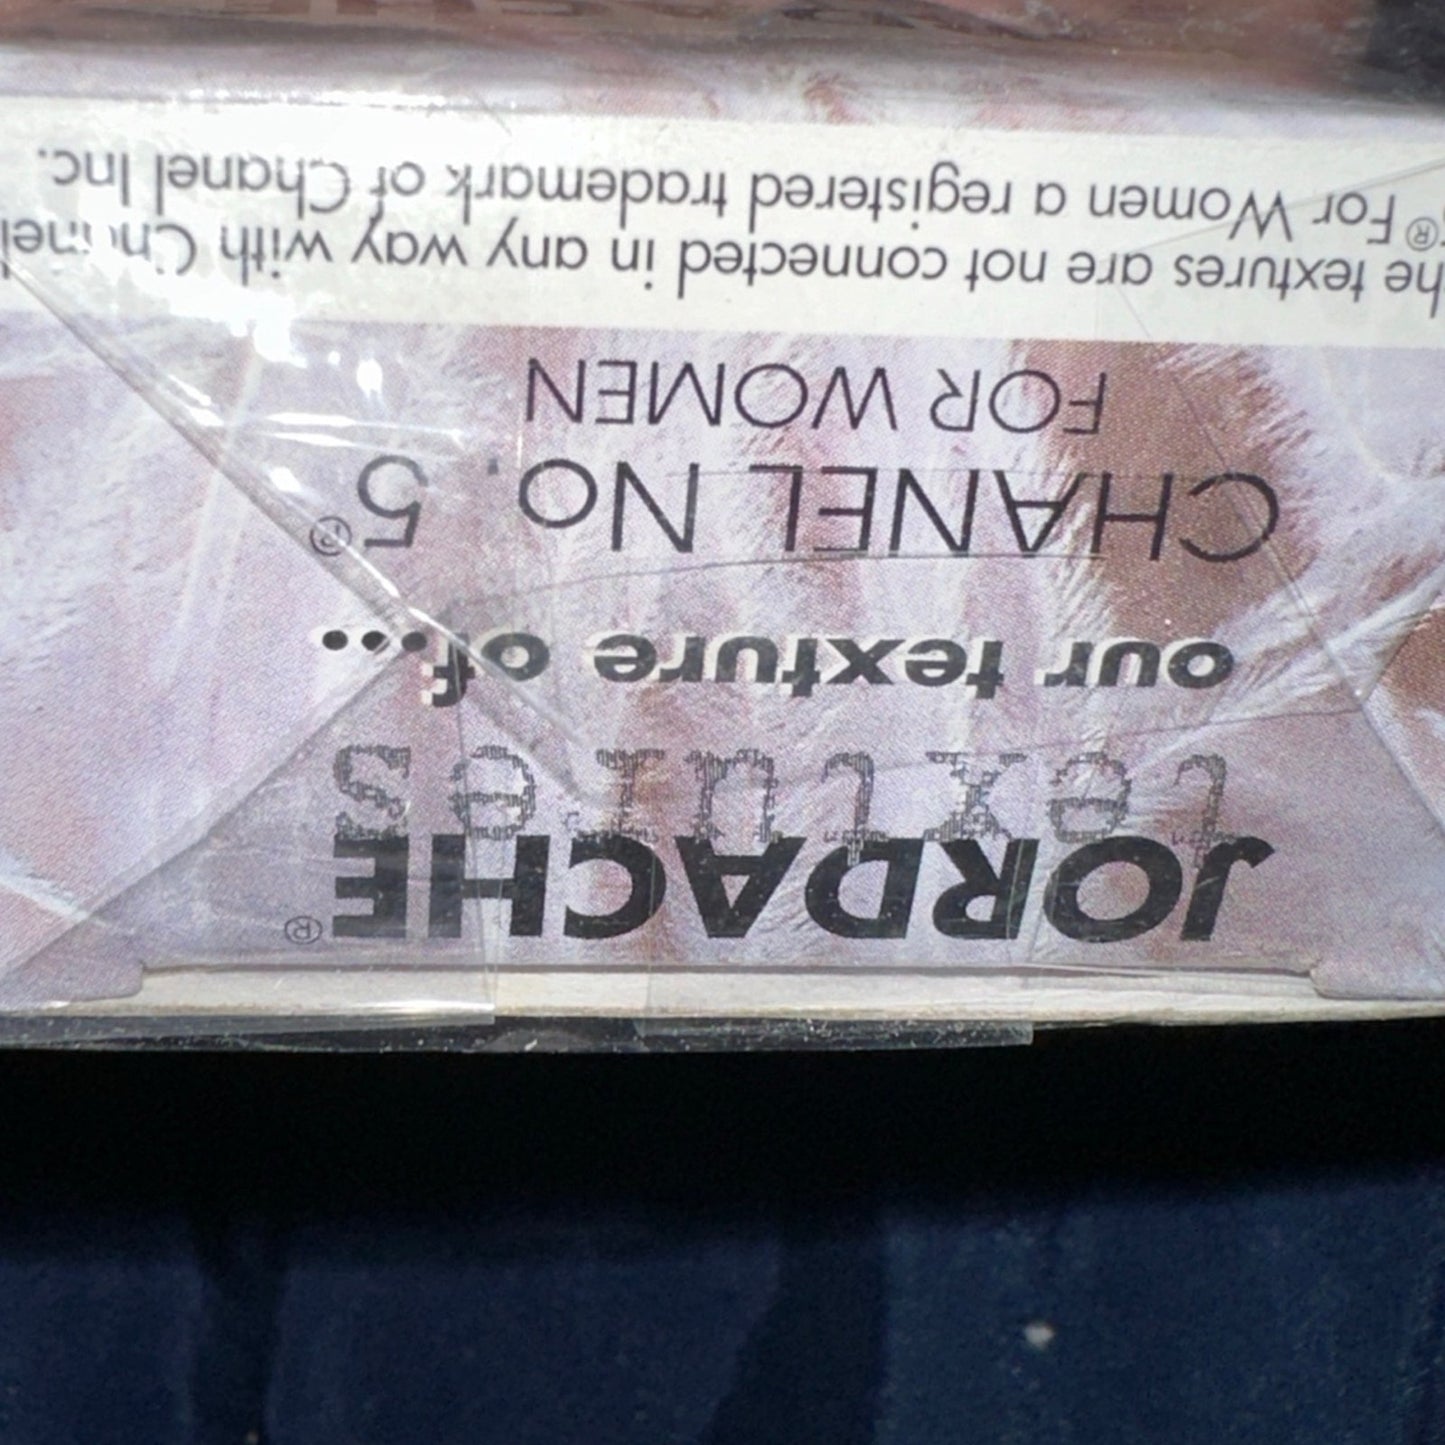 JORDACHE®
textures
our texture of...
CHANEL No. 5®
FOR WOMEN
he textures are not connected in any way with Chanel
® For Women a registered trademark of Chanel Inc.